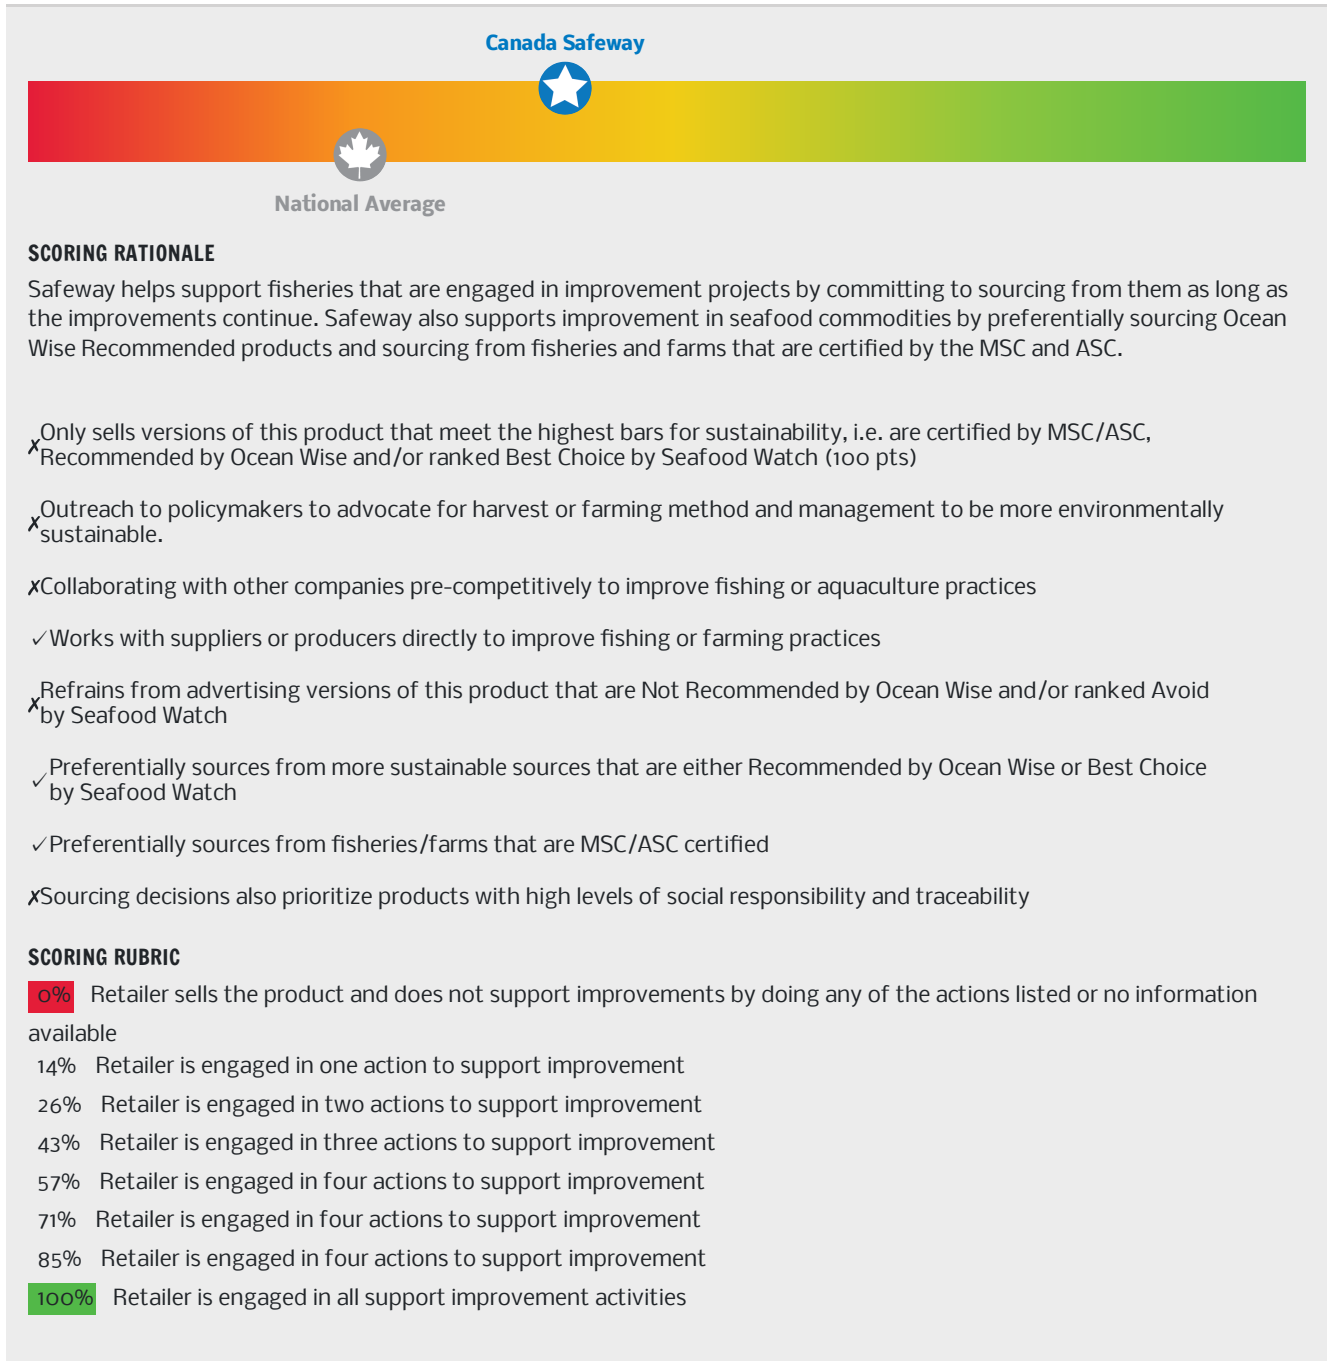 Canada Safeway
National Average
SCORING RATIONALE
Safeway helps support fisheries that are engaged in improvement projects by committing to sourcing from them as long as
the improvements continue. Safeway also supports improvement in seafood commodities by preferentially sourcing Ocean
Wise Recommended products and sourcing from fisheries and farms that are certified by the MSC and ASC.
✗Only sells versions of this product that meet the highest bars for sustainability, i.e. are certified by MSC/ASC,
Recommended by Ocean Wise and/or ranked Best Choice by Seafood Watch (100 pts)
✗Outreach to policymakers to advocate for harvest or farming method and management to be more environmentally
sustainable.
✗Collaborating with other companies pre-competitively to improve fishing or aquaculture practices
✓Works with suppliers or producers directly to improve fishing or farming practices
✗Refrains from advertising versions of this product that are Not Recommended by Ocean Wise and/or ranked Avoid
by Seafood Watch
✓Preferentially sources from more sustainable sources that are either Recommended by Ocean Wise or Best Choice
by Seafood Watch
✓Preferentially sources from fisheries/farms that are MSC/ASC certified
✗Sourcing decisions also prioritize products with high levels of social responsibility and traceability
SCORING RUBRIC
0% Retailer sells the product and does not support improvements by doing any of the actions listed or no information
available
14% Retailer is engaged in one action to support improvement
26% Retailer is engaged in two actions to support improvement
43% Retailer is engaged in three actions to support improvement
57% Retailer is engaged in four actions to support improvement
71% Retailer is engaged in four actions to support improvement
85% Retailer is engaged in four actions to support improvement
100% Retailer is engaged in all support improvement activities